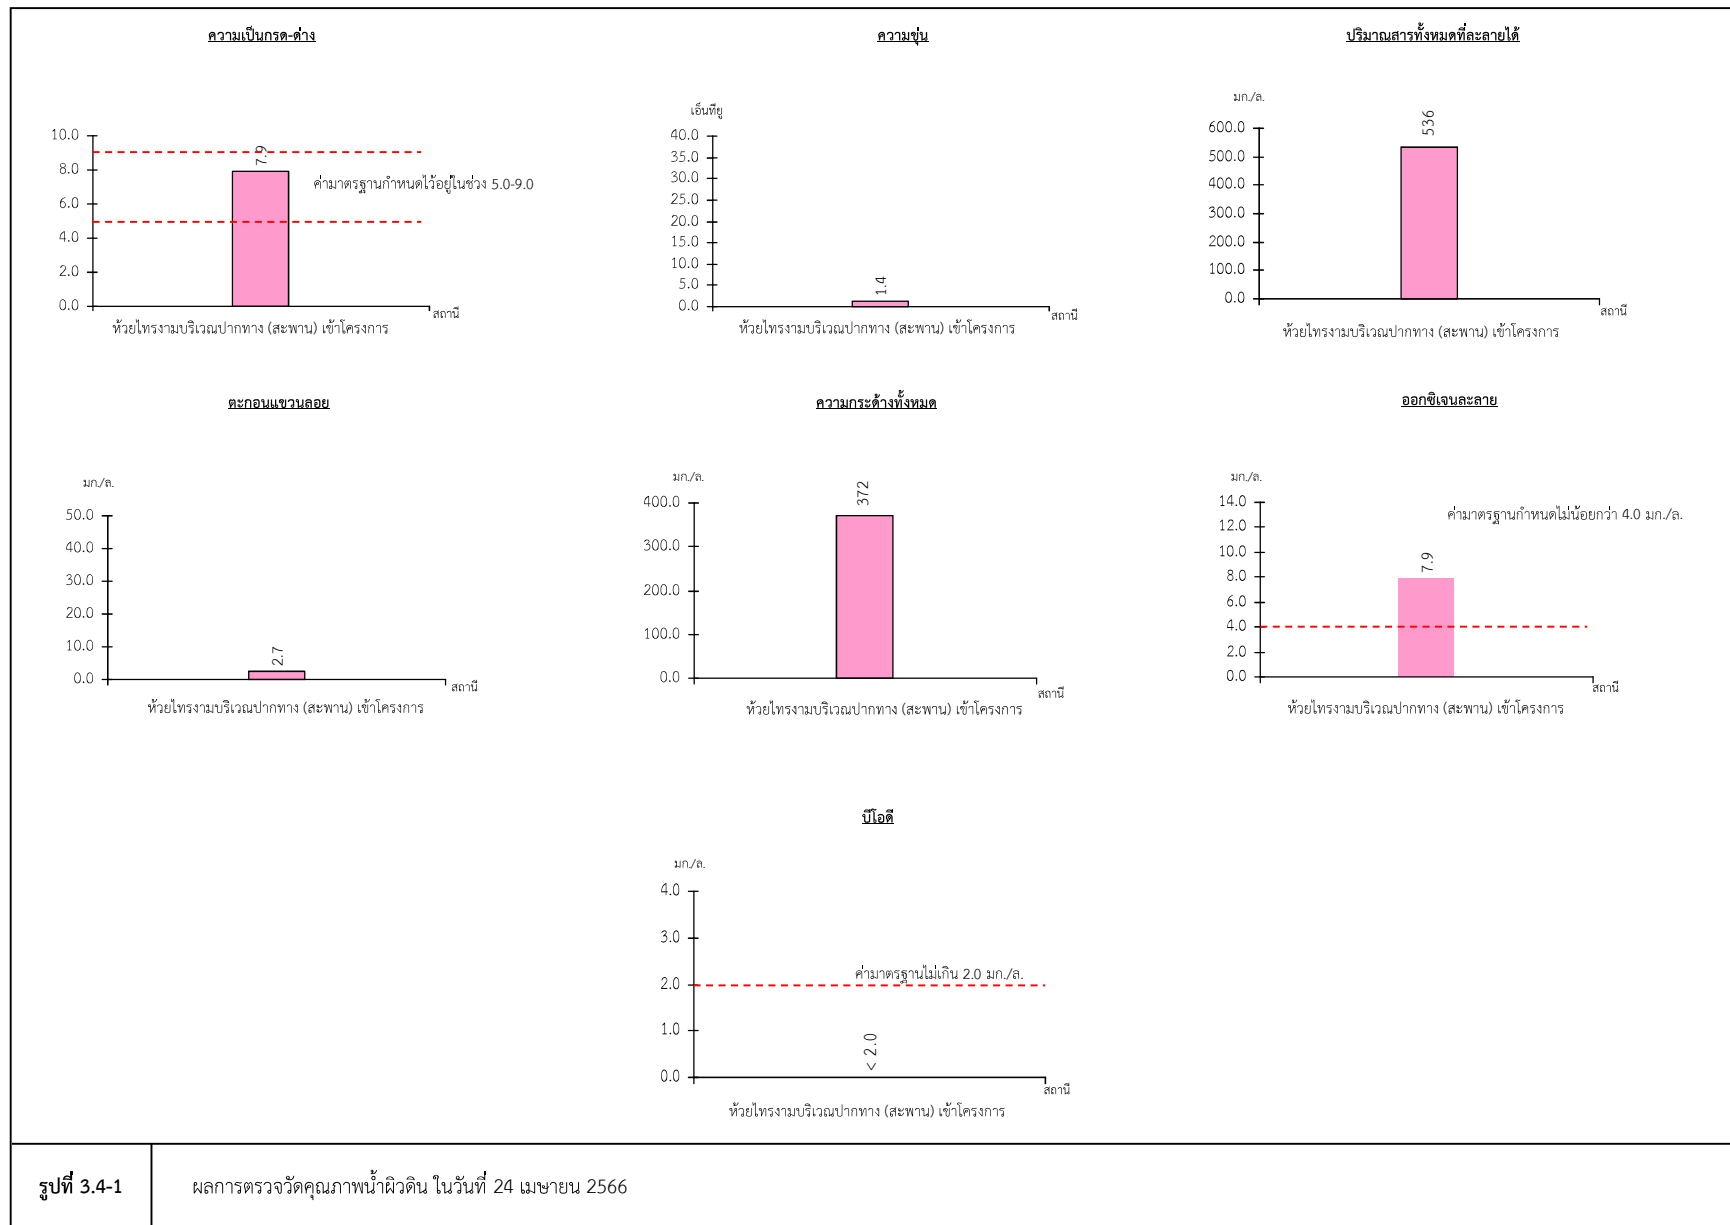 ความเป็นกรด-ด่าง
10.0
8.0
6.0
4.0
2.0
0.0
7.9
ค่ามาตรฐานกำหนดไว้อยู่ในช่วง 5.0-9.0
สถานี
ห้วยไทรงามบริเวณปากทาง (สะพาน) เข้าโครงการ
ความขุ่น
เอ็นทียู
40.0
35.0
30.0
25.0
20.0
15.0
10.0
5.0
0.0
1.4
สถานี
ห้วยไทรงามบริเวณปากทาง (สะพาน) เข้าโครงการ
ปริมาณสารทั้งหมดที่ละลายได้
มก./ล.
600.0
500.0
400.0
300.0
200.0
100.0
0.0
536
สถานี
ห้วยไทรงามบริเวณปากทาง (สะพาน) เข้าโครงการ
ตะกอนแขวนลอย
มก./ล.
50.0
40.0
30.0
20.0
10.0
0.0
2.7
สถานี
ห้วยไทรงามบริเวณปากทาง (สะพาน) เข้าโครงการ
ความกระด้างทั้งหมด
มก./ล.
400.0
300.0
200.0
100.0
0.0
372
สถานี
ห้วยไทรงามบริเวณปากทาง (สะพาน) เข้าโครงการ
ออกซิเจนละลาย
มก./ล.
14.0
12.0
10.0
8.0
6.0
4.0
2.0
0.0
ค่ามาตรฐานกำหนดไม่น้อยกว่า 4.0 มก./ล.
7.9
สถานี
ห้วยไทรงามบริเวณปากทาง (สะพาน) เข้าโครงการ
บีโอดี
มก./ล.
4.0
3.0
2.0
1.0
0.0
ค่ามาตรฐานไม่เกิน 2.0 มก./ล.
< 2.0
สถานี
ห้วยไทรงามบริเวณปากทาง (สะพาน) เข้าโครงการ
รูปที่ 3.4-1
ผลการตรวจวัดคุณภาพน้ำผิวดิน ในวันที่ 24 เมษายน 2566